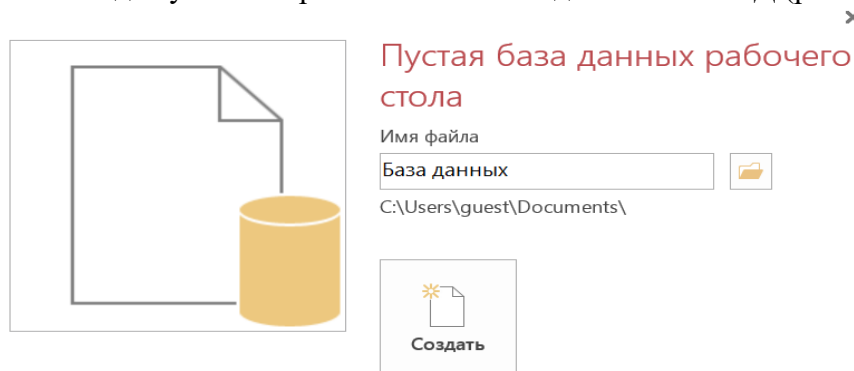 Пустая база данных рабочего
стола
Имя файла
База данных
C:\Users\guest\Documents\
Создать